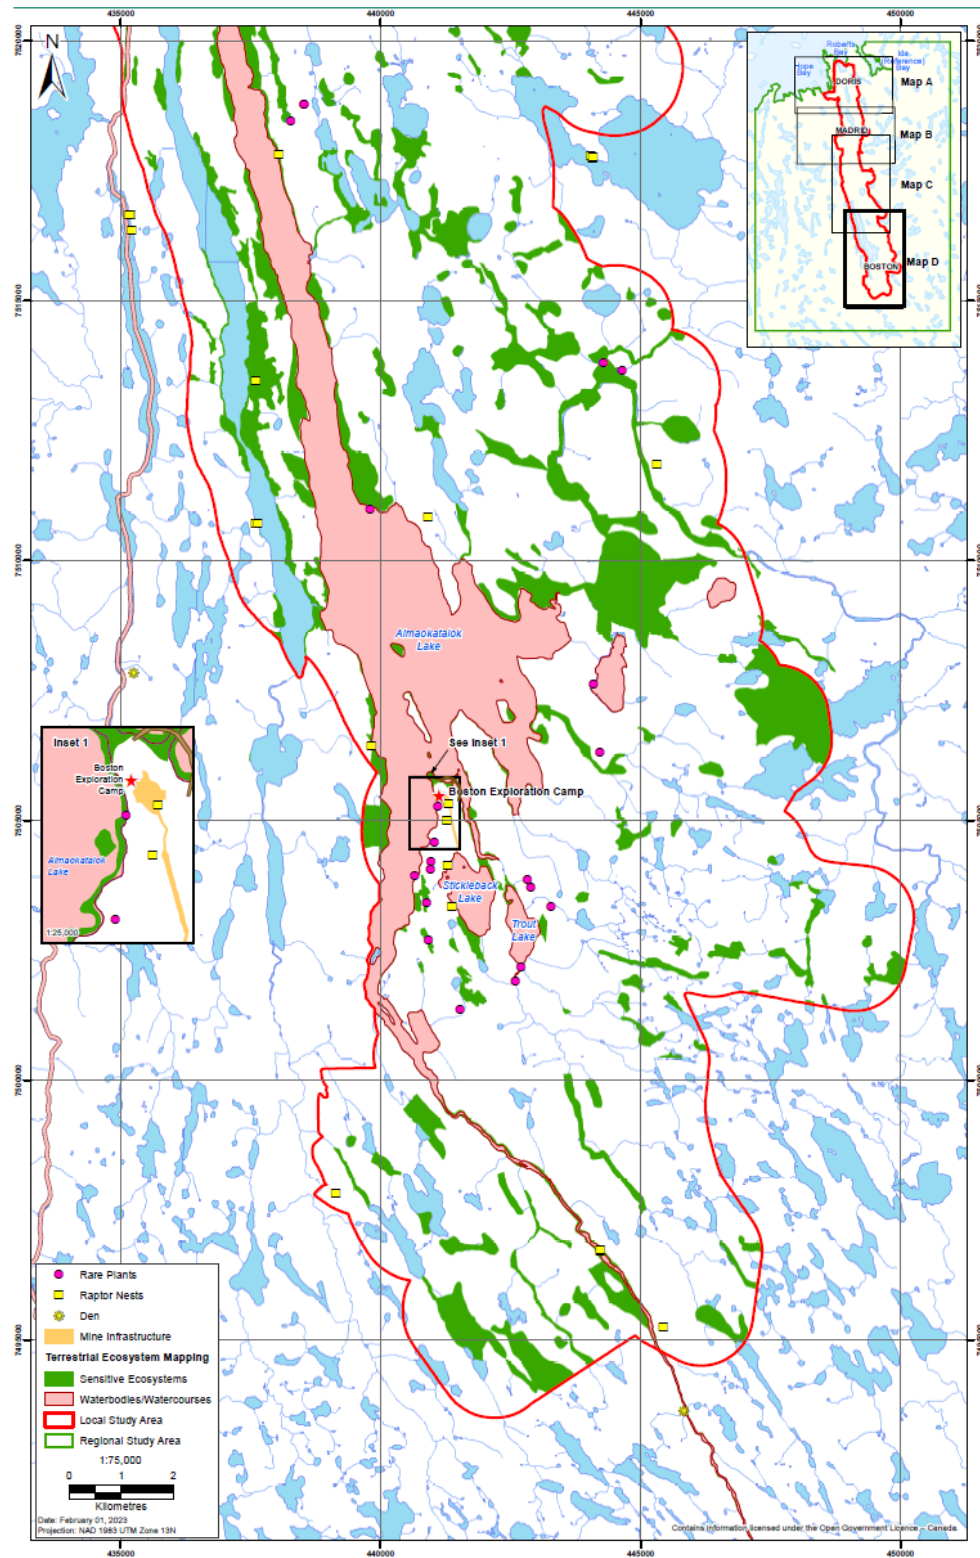 435000
440000
445000
450000
N
7520000
7515000
7510000
7505000
7500000
7495000
Roberts
Bay
Hope
Bay
Ida
(Reference)
Bay
DORIS
Map A
MADRID
Map B
Map C
BOSTON
Map D
Almaokatalok
Lake
See Inset 1
Boston Exploration Camp
Stickleback
Lake
Trout
Lake
Inset 1
Boston
Exploration
Camp
Almaokatalok
Lake
1:25,000
Rare Plants
Raptor Nests
Den
Mine Infrastructure
Terrestrial Ecosystem Mapping
Sensitive Ecosystems
Waterbodies/Watercourses
Local Study Area
Regional Study Area
1:75,000
0 1 2
Kilometres
Date: February 01, 2023
Projection: NAD 1983 UTM Zone 13N
Contains information licensed under the Open Government Licence – Canada
435000
440000
445000
450000